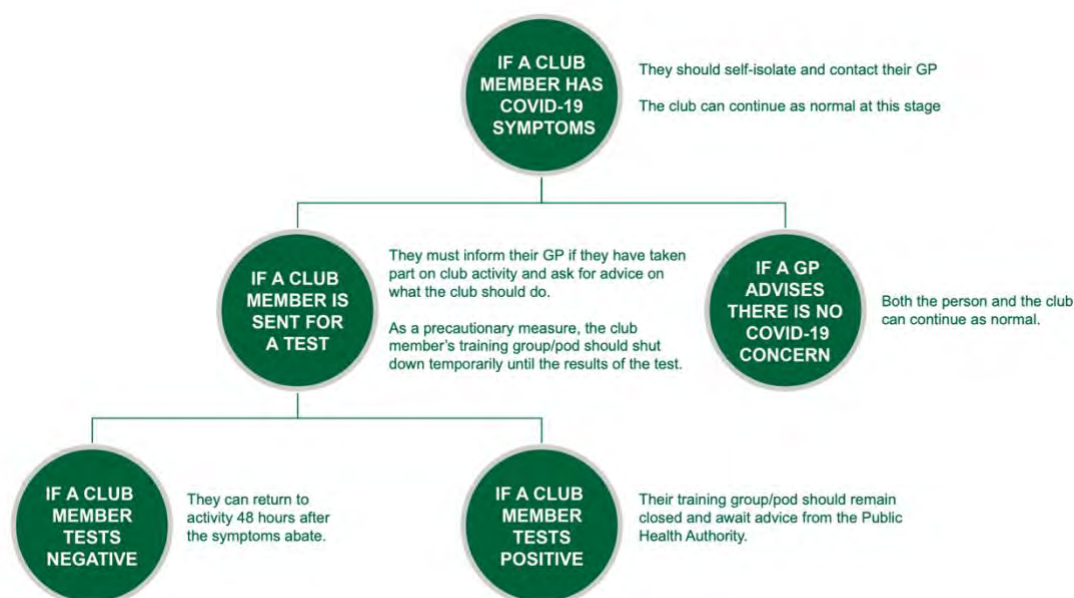 IF A CLUB
MEMBER HAS
COVID-19
SYMPTOMS
They should self-isolate and contact their GP
The club can continue as normal at this stage
IF A CLUB
MEMBER IS
SENT FOR
A TEST
They must inform their GP if they have taken
part on club activity and ask for advice on
what the club should do.
As a precautionary measure, the club
member's training group/pod should shut
down temporarily until the results of the test.
IF A GP
ADVISES
THERE IS NO
COVID-19
CONCERN
Both the person and the club
can continue as normal.
IF A CLUB
MEMBER
TESTS
NEGATIVE
They can return to
activity 48 hours after
the symptoms abate.
IF A CLUB
MEMBER
TESTS
POSITIVE
Their training group/pod should remain
closed and await advice from the Public
Health Authority.